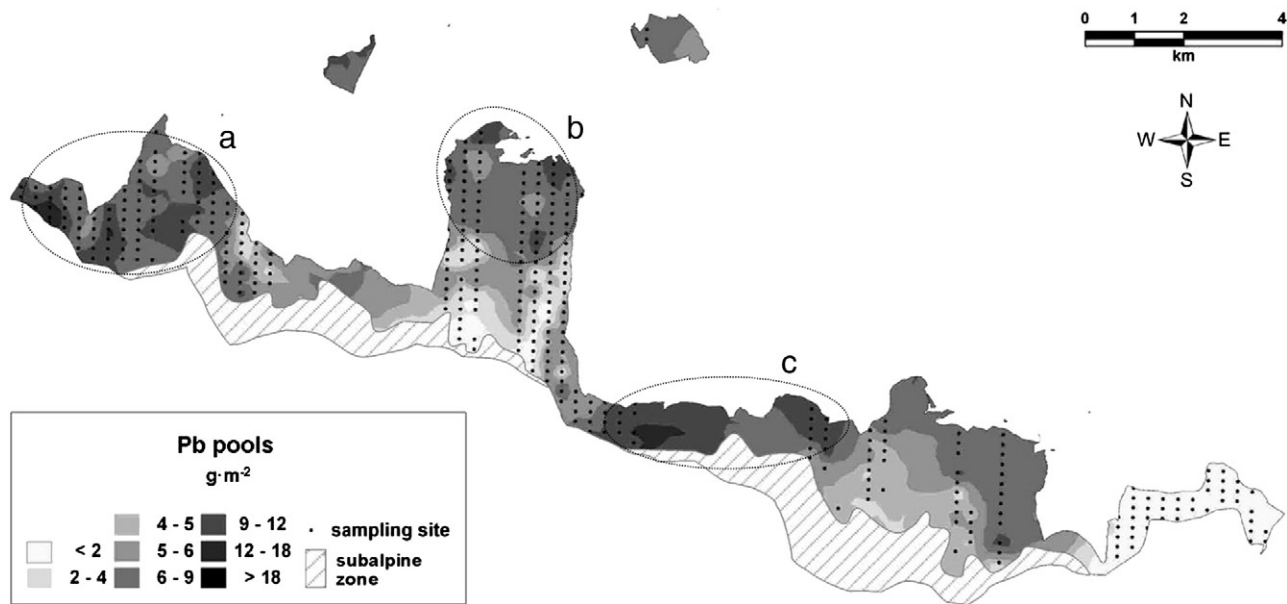 0 1 2 4
km
N
W E
S
a
b
c
Pb pools
g·m-2
< 2
2 - 4
4 - 5
5 - 6
6 - 9
9 - 12
12 - 18
> 18
sampling site
subalpine
zone